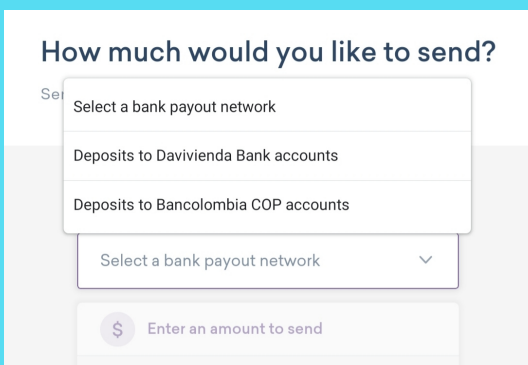 How much would you like to send?
Select a bank payout network
Deposits to Davivienda Bank accounts
Deposits to Bancolombia COP accounts
Select a bank payout network
$ Enter an amount to send